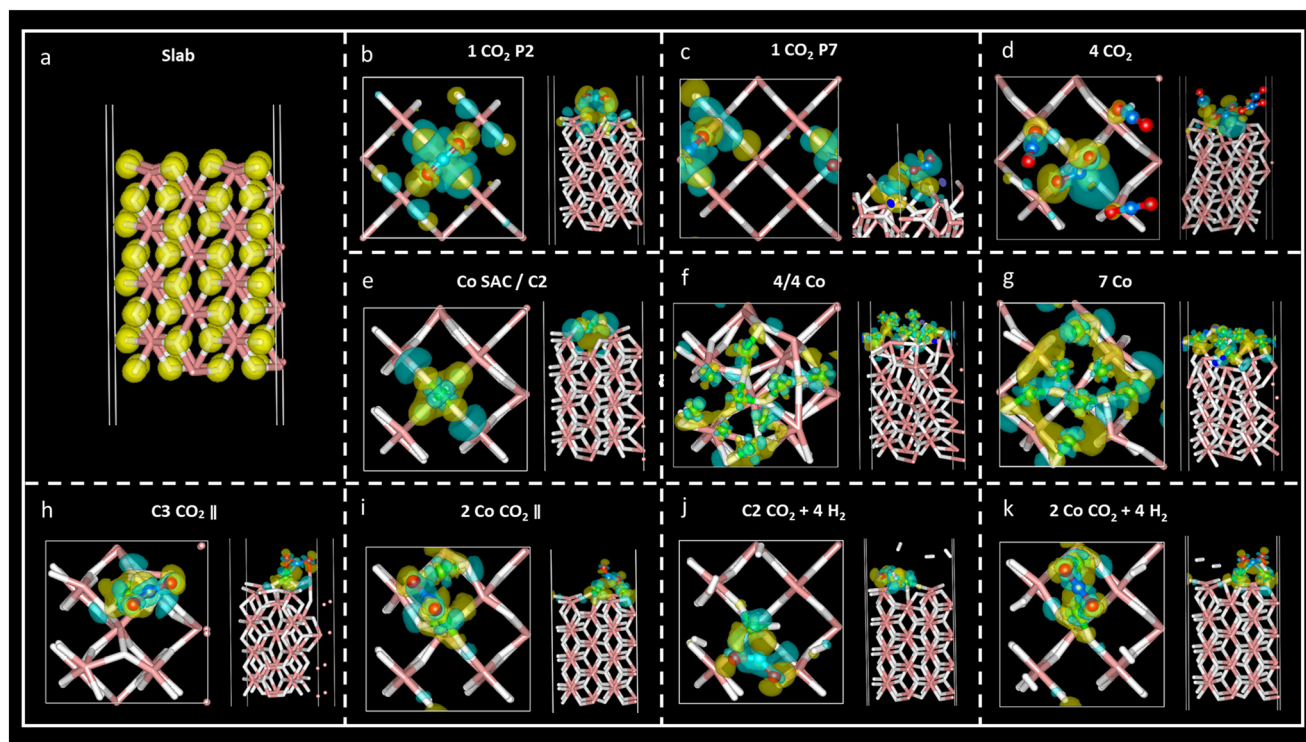 a
Slab
b
1 CO₂ P2
c
1 CO₂ P7
d
4 CO₂
e
Co SAC / C2
f
4/4 Co
g
7 Co
h
C3 CO₂ ||
i
2 Co CO₂ ||
j
C2 CO₂ + 4 H₂
k
2 Co CO₂ + 4 H₂